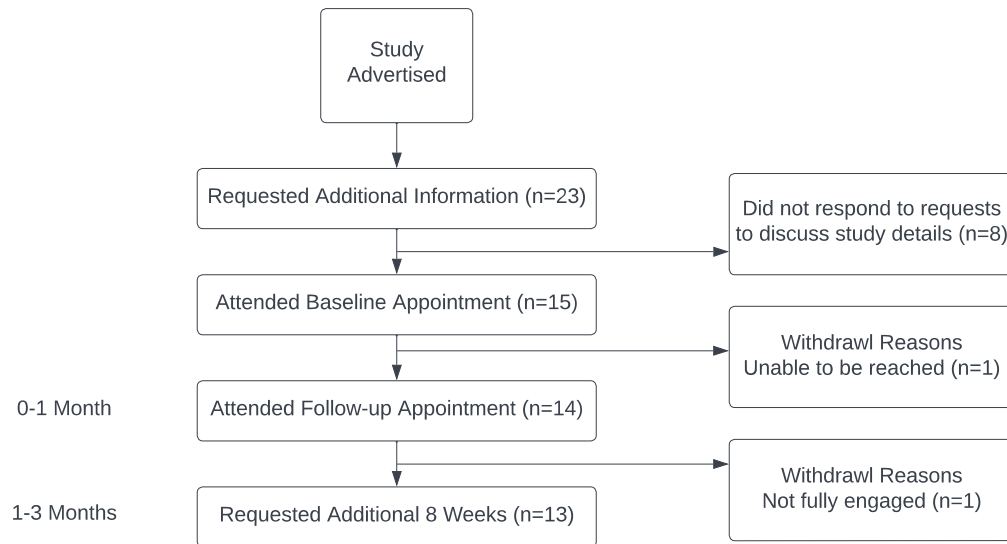 Study
Advertised
Requested Additional Information (n=23)
Did not respond to requests
to discuss study details (n=8)
Attended Baseline Appointment (n=15)
Withdrawl Reasons
Unable to be reached (n=1)
0-1 Month
Attended Follow-up Appointment (n=14)
Withdrawl Reasons
Not fully engaged (n=1)
1-3 Months
Requested Additional 8 Weeks (n=13)